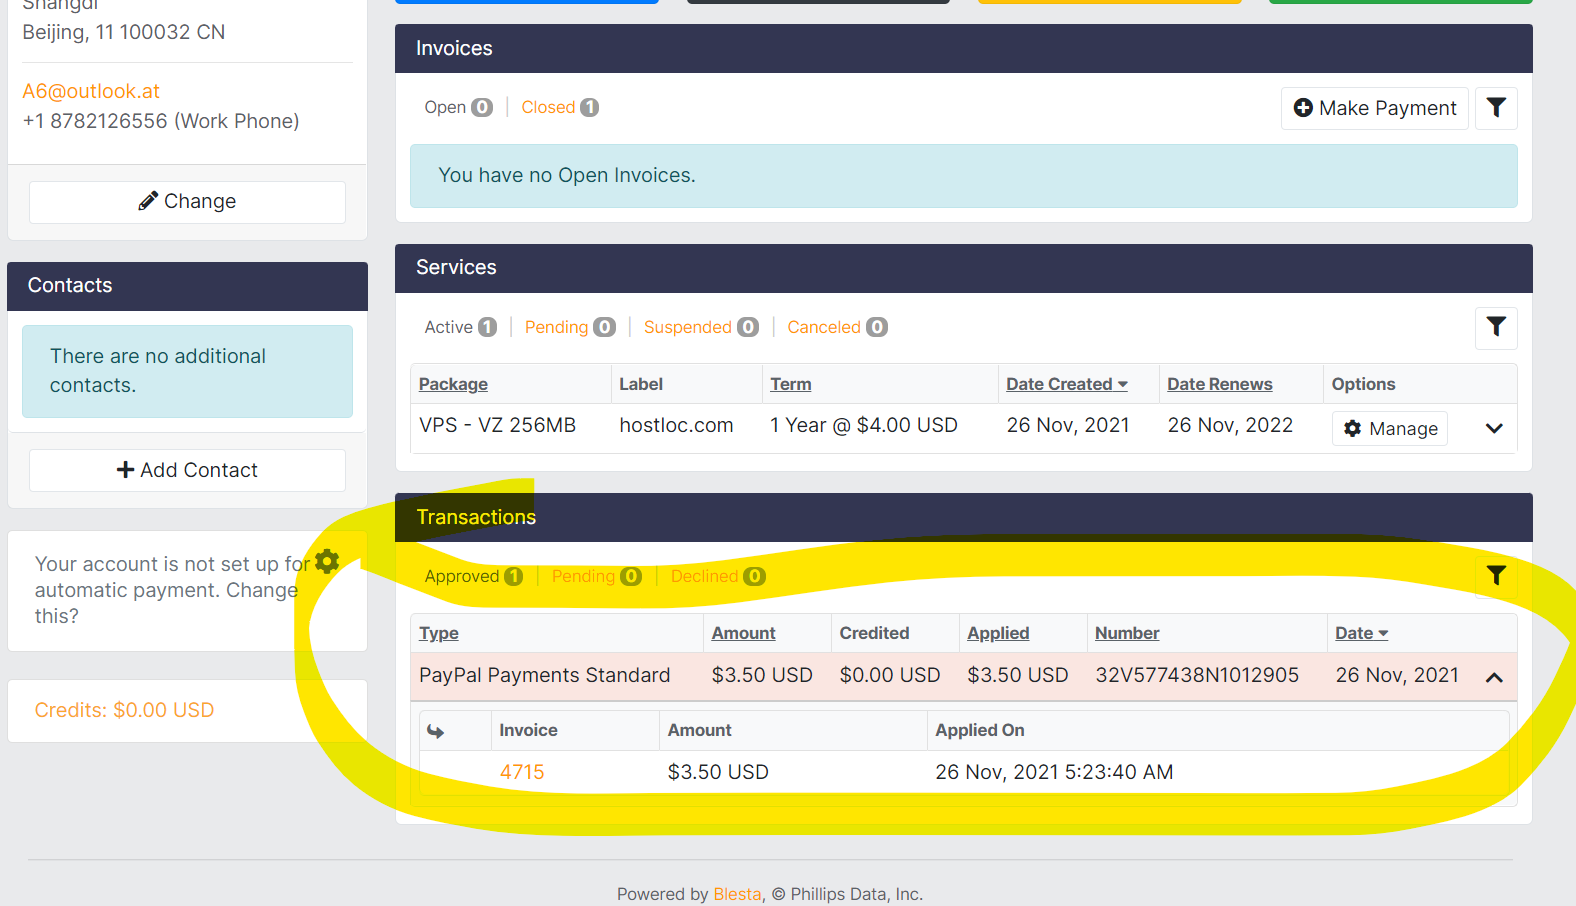 Shangdi
Beijing, 11 100032 CN
A6@outlook.at
+1 8782126556 (Work Phone)
Change
Contacts
There are no additional
contacts.
Add Contact
Your account is not set up for
automatic payment. Change
this?
Credits: $0.00 USD
Invoices
Open 0 | Closed 1
Make Payment
You have no Open Invoices.
Services
Active 1 | Pending 0 | Suspended 0 | Canceled 0
Package Label Term Date Created Date Renews Options
VPS - VZ 256MB hostloc.com 1 Year @ $4.00 USD 26 Nov, 2021 26 Nov, 2022 Manage
Transactions
Approved 1 | Pending 0 | Declined 0
Type Amount Credited Applied Number Date
PayPal Payments Standard $3.50 USD $0.00 USD $3.50 USD 32V577438N1012905 26 Nov, 2021
Invoice Amount Applied On
4715 $3.50 USD 26 Nov, 2021 5:23:40 AM
Powered by Blesta, © Phillips Data, Inc.